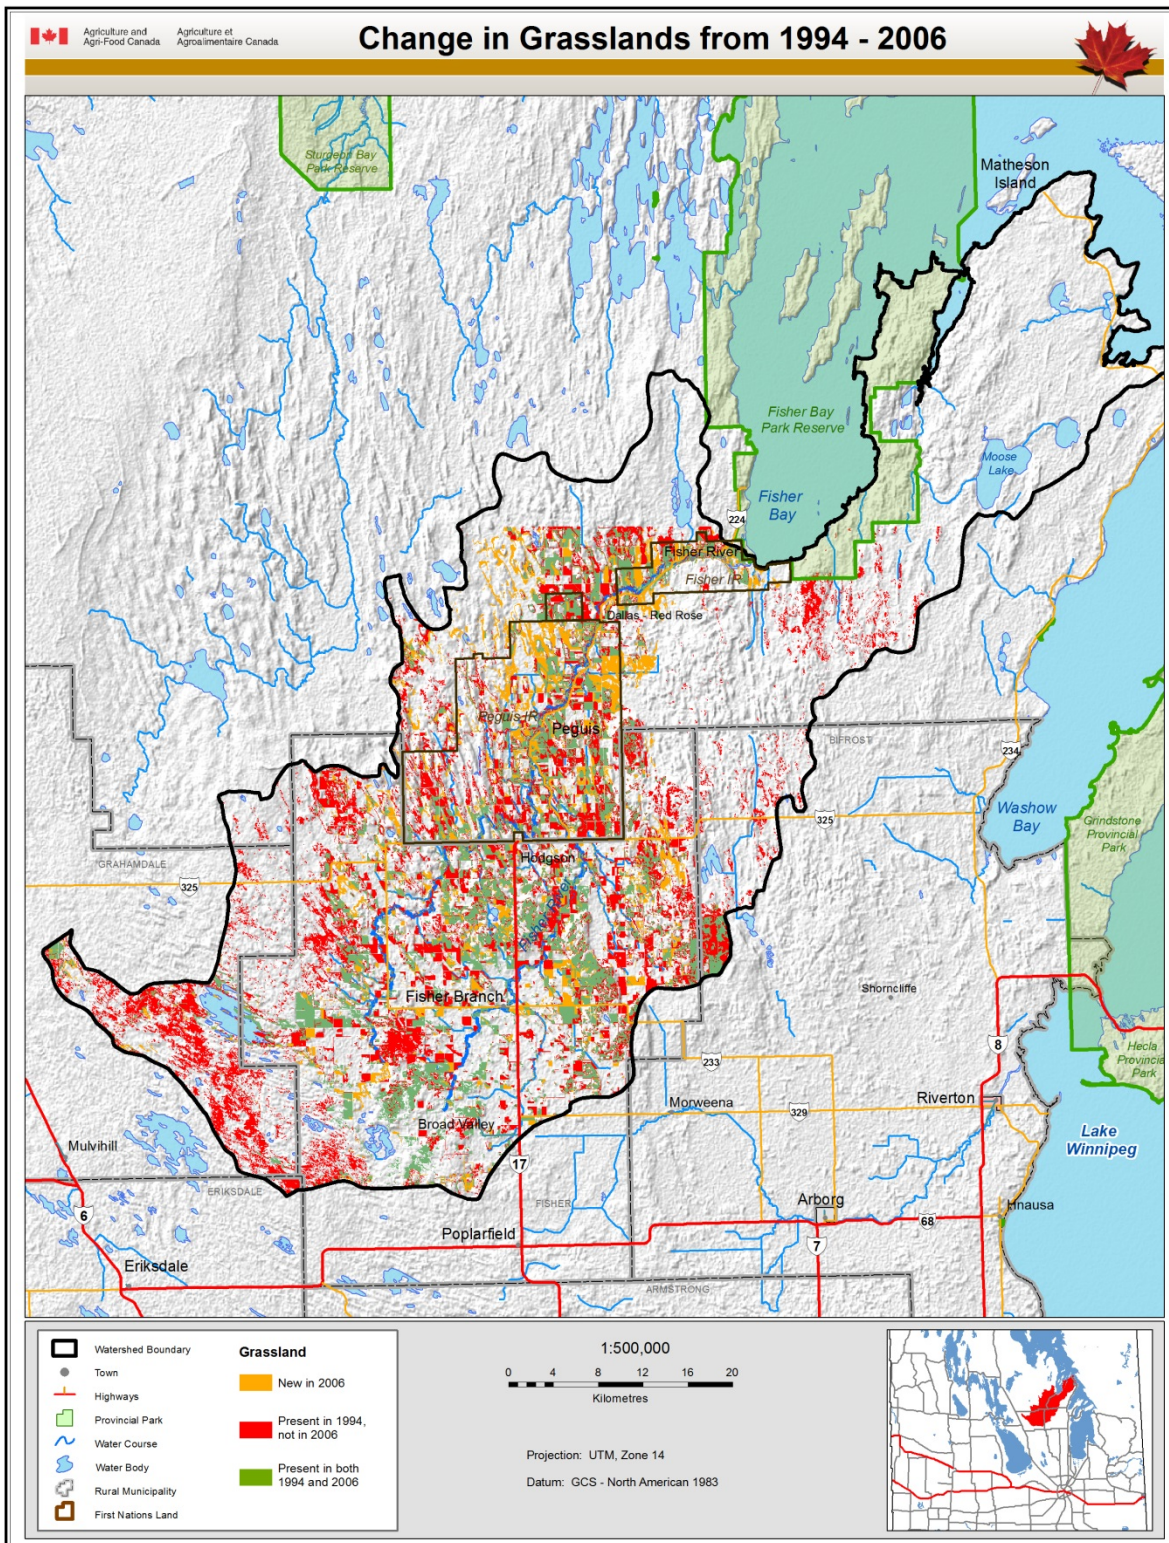 Agriculture and
Agri-Food Canada
Agriculture et
Agroalimentaire Canada
Change in Grasslands from 1994 - 2006
Sturgeon Bay
Park Reserve
Matheson
Island
Fisher Bay
Park Reserve
Moose
Lake
Fisher
Bay
224
Fisher River
Fisher IR
Dallas - Red Rose
Peguis IR
Peguis
BIFROST
234
Washow
Bay
325
Grindstone
Provincial
Park
GRAHAMDALE
325
Hodgson
Fisher River
Fisher Branch
Shorncliffe
8
Hecla
Provincial
Park
233
Morweena
329
Riverton
Broad Valley
Mulvihill
17
Lake
Winnipeg
ERIKSDALE
FISHER
Arborg
Hnausa
6
68
Poplarfield
7
Eriksdale
ARMSTRONG
Watershed Boundary
Town
Highways
Provincial Park
Water Course
Water Body
Rural Municipality
First Nations Land
Grassland
New in 2006
Present in 1994,
not in 2006
Present in both
1994 and 2006
1:500,000
0 4 8 12 16 20
Kilometres
Projection: UTM, Zone 14
Datum: GCS - North American 1983